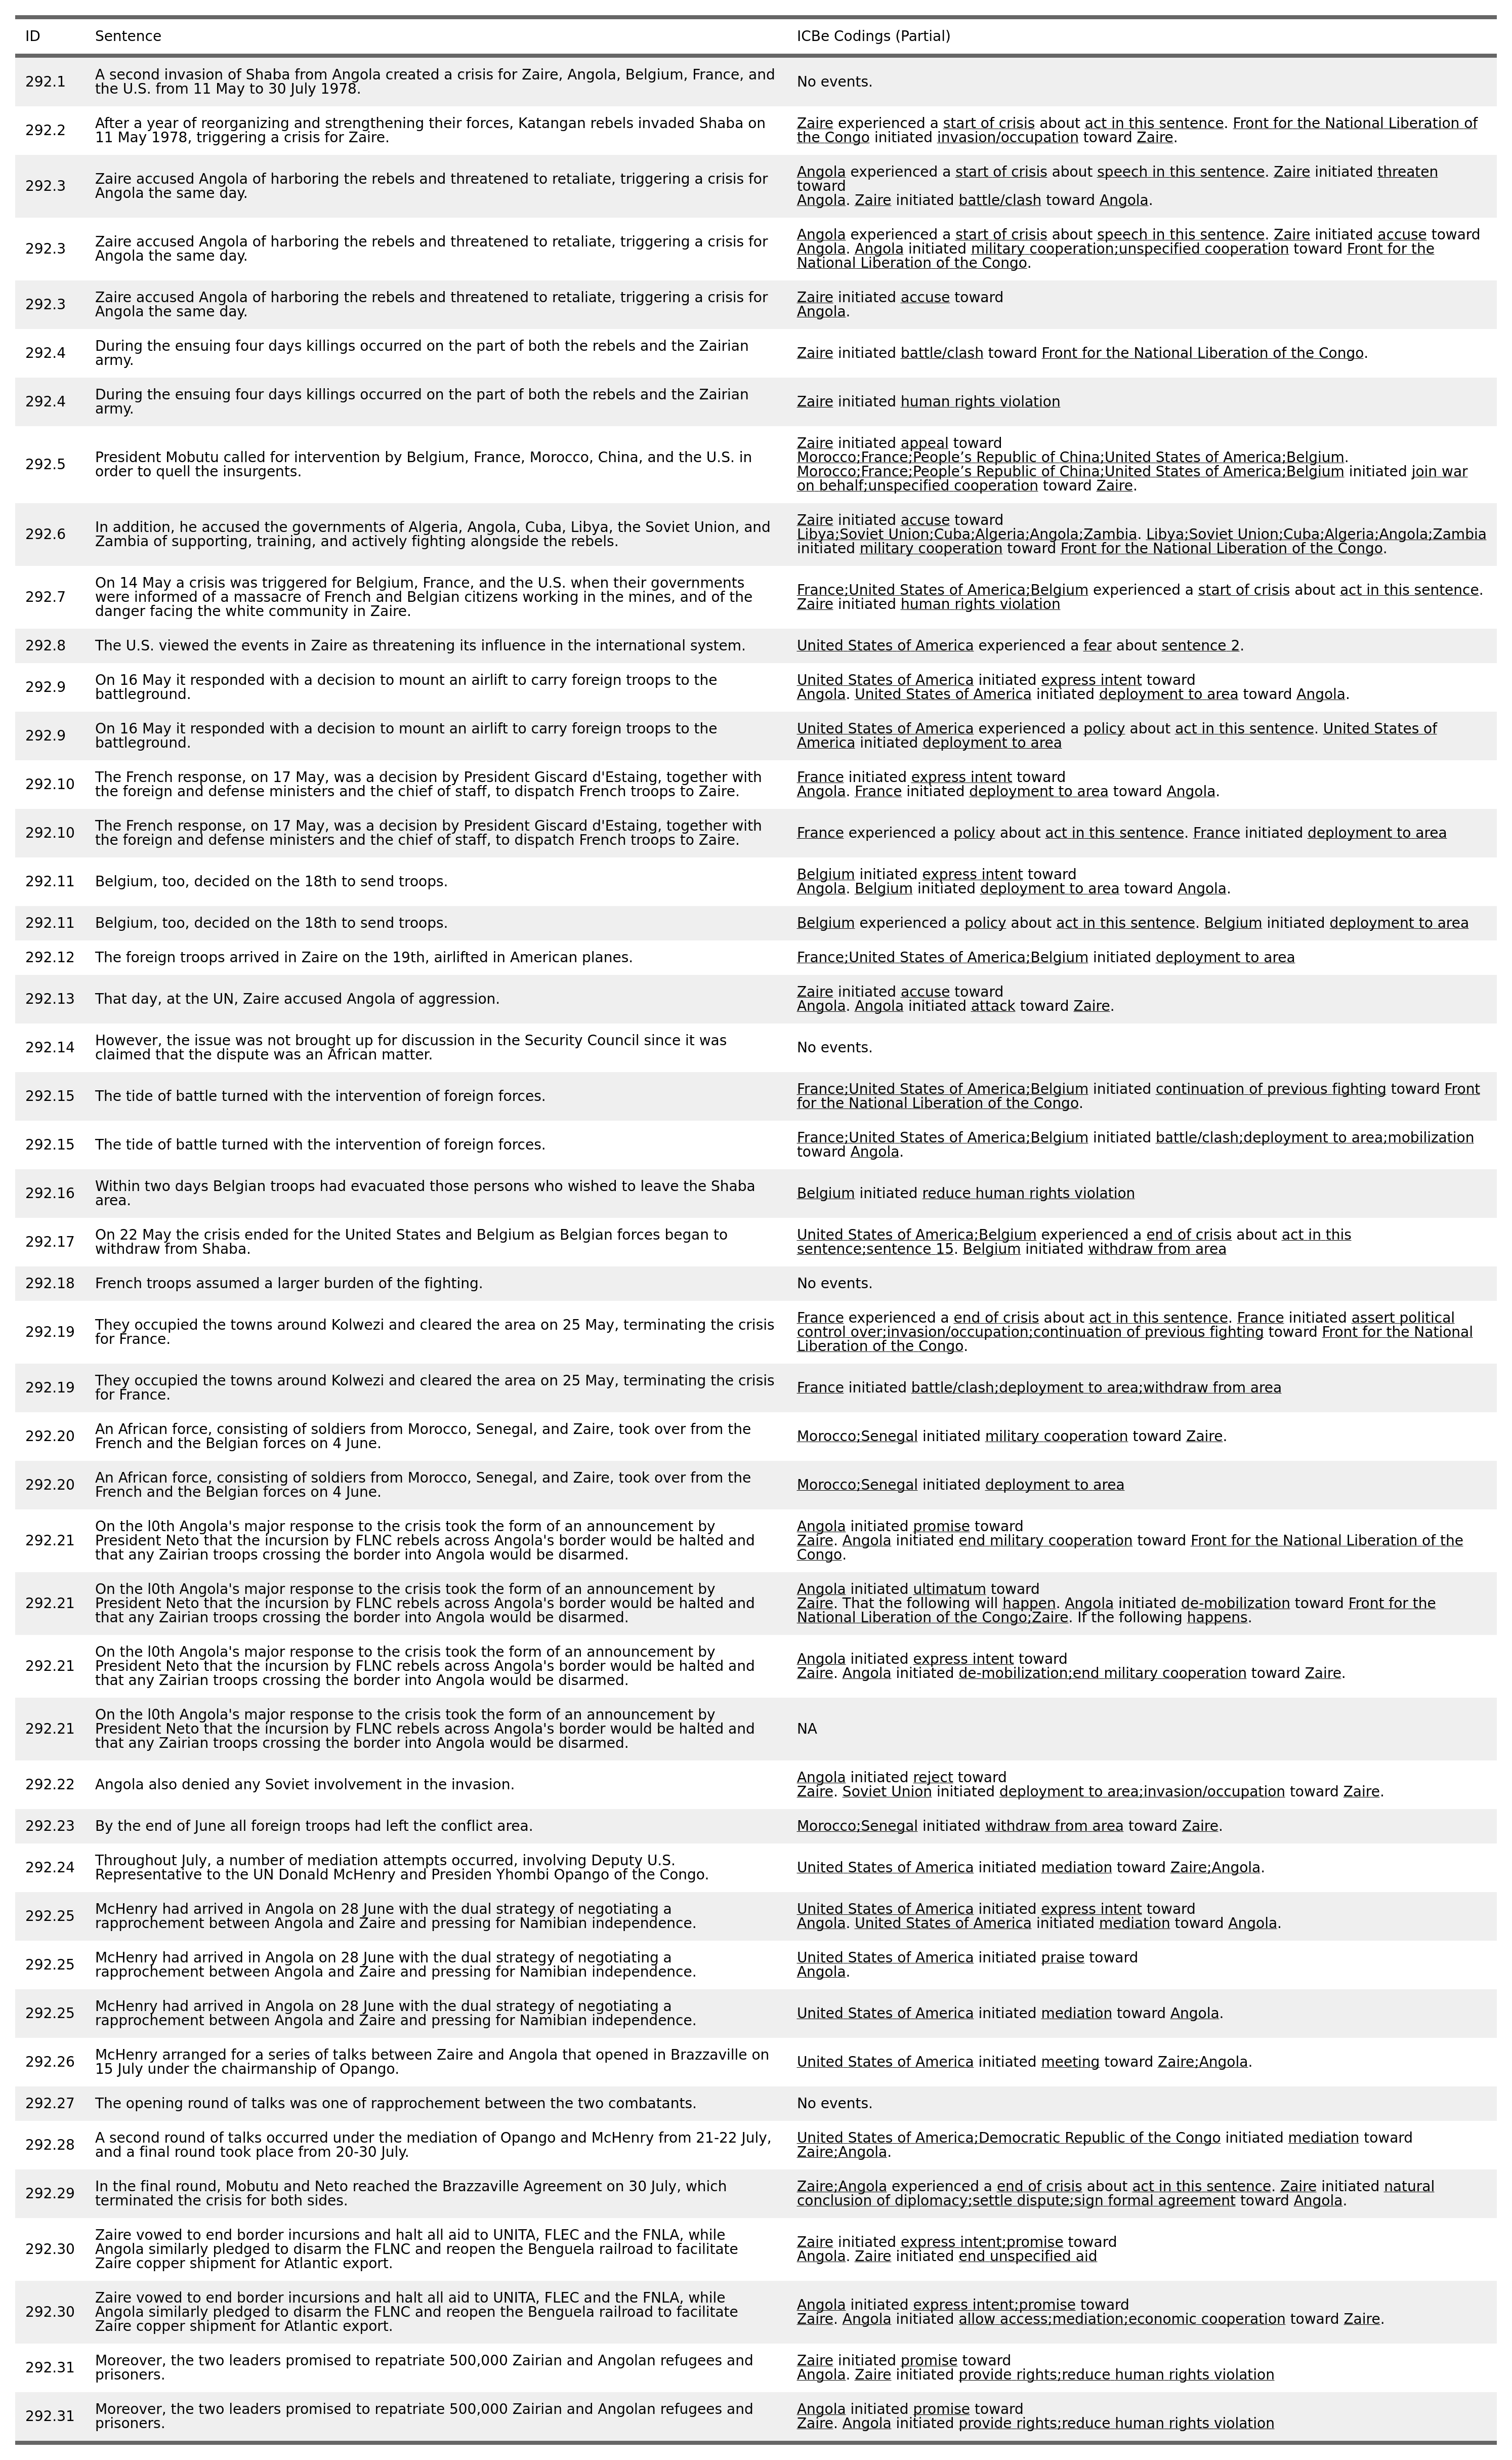 ID Sentence ICBe Codings (Partial)
292.1 A second invasion of Shaba from Angola created a crisis for Zaire, Angola, Belgium, France, and
the U.S. from 11 May to 30 July 1978. No events.
292.2 After a year of reorganizing and strengthening their forces, Katangan rebels invaded Shaba on
11 May 1978, triggering a crisis for Zaire.
Zaire experienced a start of crisis about act in this sentence. Front for the National Liberation of
the Congo initiated invasion/occupation toward Zaire.
292.3 Zaire accused Angola of harboring the rebels and threatened to retaliate, triggering a crisis for
Angola the same day.
Angola experienced a start of crisis about speech in this sentence. Zaire initiated threaten
toward
Angola. Zaire initiated battle/clash toward Angola.
292.3 Zaire accused Angola of harboring the rebels and threatened to retaliate, triggering a crisis for
Angola the same day.
Angola experienced a start of crisis about speech in this sentence. Zaire initiated accuse toward
Angola. Angola initiated military cooperation;unspecified cooperation toward Front for the
National Liberation of the Congo.
292.3 Zaire accused Angola of harboring the rebels and threatened to retaliate, triggering a crisis for
Angola the same day.
Zaire initiated accuse toward
Angola.
292.4 During the ensuing four days killings occurred on the part of both the rebels and the Zairian
army.
Zaire initiated battle/clash toward Front for the National Liberation of the Congo.
292.4 During the ensuing four days killings occurred on the part of both the rebels and the Zairian
army.
Zaire initiated human rights violation
292.5 President Mobutu called for intervention by Belgium, France, Morocco, China, and the U.S. in
order to quell the insurgents.
Zaire initiated appeal toward
Morocco;France;People’s Republic of China;United States of America;Belgium.
Morocco;France;People’s Republic of China;United States of America;Belgium initiated join war
on behalf;unspecified cooperation toward Zaire.
292.6 In addition, he accused the governments of Algeria, Angola, Cuba, Libya, the Soviet Union, and
Zambia of supporting, training, and actively fighting alongside the rebels.
Zaire initiated accuse toward
Libya;Soviet Union;Cuba;Algeria;Angola;Zambia. Libya;Soviet Union;Cuba;Algeria;Angola;Zambia
initiated military cooperation toward Front for the National Liberation of the Congo.
292.7 On 14 May a crisis was triggered for Belgium, France, and the U.S. when their governments
were informed of a massacre of French and Belgian citizens working in the mines, and of the
danger facing the white community in Zaire.
France;United States of America;Belgium experienced a start of crisis about act in this sentence.
Zaire initiated human rights violation
292.8 The U.S. viewed the events in Zaire as threatening its influence in the international system.
United States of America experienced a fear about sentence 2.
292.9 On 16 May it responded with a decision to mount an airlift to carry foreign troops to the
battleground.
United States of America initiated express intent toward
Angola. United States of America initiated deployment to area toward Angola.
292.9 On 16 May it responded with a decision to mount an airlift to carry foreign troops to the
battleground.
United States of America experienced a policy about act in this sentence. United States of
America initiated deployment to area
292.10 The French response, on 17 May, was a decision by President Giscard d'Estaing, together with
the foreign and defense ministers and the chief of staff, to dispatch French troops to Zaire.
France initiated express intent toward
Angola. France initiated deployment to area toward Angola.
292.10 The French response, on 17 May, was a decision by President Giscard d'Estaing, together with
the foreign and defense ministers and the chief of staff, to dispatch French troops to Zaire.
France experienced a policy about act in this sentence. France initiated deployment to area
292.11 Belgium, too, decided on the 18th to send troops.
Belgium initiated express intent toward
Angola. Belgium initiated deployment to area toward Angola.
292.11 Belgium, too, decided on the 18th to send troops.
Belgium experienced a policy about act in this sentence. Belgium initiated deployment to area
292.12 The foreign troops arrived in Zaire on the 19th, airlifted in American planes.
France;United States of America;Belgium initiated deployment to area
292.13 That day, at the UN, Zaire accused Angola of aggression.
Zaire initiated accuse toward
Angola. Angola initiated attack toward Zaire.
292.14 However, the issue was not brought up for discussion in the Security Council since it was
claimed that the dispute was an African matter.
No events.
292.15 The tide of battle turned with the intervention of foreign forces.
France;United States of America;Belgium initiated continuation of previous fighting toward Front
for the National Liberation of the Congo.
292.15 The tide of battle turned with the intervention of foreign forces.
France;United States of America;Belgium initiated battle/clash;deployment to area;mobilization
toward Angola.
292.16 Within two days Belgian troops had evacuated those persons who wished to leave the Shaba
area.
Belgium initiated reduce human rights violation
292.17 On 22 May the crisis ended for the United States and Belgium as Belgian forces began to
withdraw from Shaba.
United States of America;Belgium experienced a end of crisis about act in this
sentence;sentence 15. Belgium initiated withdraw from area
292.18 French troops assumed a larger burden of the fighting.
No events.
292.19 They occupied the towns around Kolwezi and cleared the area on 25 May, terminating the crisis
for France.
France experienced a end of crisis about act in this sentence. France initiated assert political
control over;invasion/occupation;continuation of previous fighting toward Front for the National
Liberation of the Congo.
292.19 They occupied the towns around Kolwezi and cleared the area on 25 May, terminating the crisis
for France.
France initiated battle/clash;deployment to area;withdraw from area
292.20 An African force, consisting of soldiers from Morocco, Senegal, and Zaire, took over from the
French and the Belgian forces on 4 June.
Morocco;Senegal initiated military cooperation toward Zaire.
292.20 An African force, consisting of soldiers from Morocco, Senegal, and Zaire, took over from the
French and the Belgian forces on 4 June.
Morocco;Senegal initiated deployment to area
292.21 On the l0th Angola's major response to the crisis took the form of an announcement by
President Neto that the incursion by FLNC rebels across Angola's border would be halted and
that any Zairian troops crossing the border into Angola would be disarmed.
Angola initiated promise toward
Zaire. Angola initiated end military cooperation toward Front for the National Liberation of the
Congo.
292.21 On the l0th Angola's major response to the crisis took the form of an announcement by
President Neto that the incursion by FLNC rebels across Angola's border would be halted and
that any Zairian troops crossing the border into Angola would be disarmed.
Angola initiated ultimatum toward
Zaire. That the following will happen. Angola initiated de-mobilization toward Front for the
National Liberation of the Congo;Zaire. If the following happens.
292.21 On the l0th Angola's major response to the crisis took the form of an announcement by
President Neto that the incursion by FLNC rebels across Angola's border would be halted and
that any Zairian troops crossing the border into Angola would be disarmed.
Angola initiated express intent toward
Zaire. Angola initiated de-mobilization;end military cooperation toward Zaire.
292.21 On the l0th Angola's major response to the crisis took the form of an announcement by
President Neto that the incursion by FLNC rebels across Angola's border would be halted and
that any Zairian troops crossing the border into Angola would be disarmed.
NA
292.22 Angola also denied any Soviet involvement in the invasion.
Angola initiated reject toward
Zaire. Soviet Union initiated deployment to area;invasion/occupation toward Zaire.
292.23 By the end of June all foreign troops had left the conflict area.
Morocco;Senegal initiated withdraw from area toward Zaire.
292.24 Throughout July, a number of mediation attempts occurred, involving Deputy U.S.
Representative to the UN Donald McHenry and Presiden Yhombi Opango of the Congo.
United States of America initiated mediation toward Zaire;Angola.
292.25 McHenry had arrived in Angola on 28 June with the dual strategy of negotiating a
rapprochement between Angola and Zaire and pressing for Namibian independence.
United States of America initiated express intent toward
Angola. United States of America initiated mediation toward Angola.
292.25 McHenry had arrived in Angola on 28 June with the dual strategy of negotiating a
rapprochement between Angola and Zaire and pressing for Namibian independence.
United States of America initiated praise toward
Angola.
292.25 McHenry had arrived in Angola on 28 June with the dual strategy of negotiating a
rapprochement between Angola and Zaire and pressing for Namibian independence.
United States of America initiated mediation toward Angola.
292.26 McHenry arranged for a series of talks between Zaire and Angola that opened in Brazzaville on
15 July under the chairmanship of Opango.
United States of America initiated meeting toward Zaire;Angola.
292.27 The opening round of talks was one of rapprochement between the two combatants.
No events.
292.28 A second round of talks occurred under the mediation of Opango and McHenry from 21-22 July,
and a final round took place from 20-30 July.
United States of America;Democratic Republic of the Congo initiated mediation toward
Zaire;Angola.
292.29 In the final round, Mobutu and Neto reached the Brazzaville Agreement on 30 July, which
terminated the crisis for both sides.
Zaire;Angola experienced a end of crisis about act in this sentence. Zaire initiated natural
conclusion of diplomacy;settle dispute;sign formal agreement toward Angola.
292.30 Zaire vowed to end border incursions and halt all aid to UNITA, FLEC and the FNLA, while
Angola similarly pledged to disarm the FLNC and reopen the Benguela railroad to facilitate
Zaire copper shipment for Atlantic export.
Zaire initiated express intent;promise toward
Angola. Zaire initiated end unspecified aid
292.30 Zaire vowed to end border incursions and halt all aid to UNITA, FLEC and the FNLA, while
Angola similarly pledged to disarm the FLNC and reopen the Benguela railroad to facilitate
Zaire copper shipment for Atlantic export.
Angola initiated express intent;promise toward
Zaire. Angola initiated allow access;mediation;economic cooperation toward Zaire.
292.31 Moreover, the two leaders promised to repatriate 500,000 Zairian and Angolan refugees and
prisoners.
Zaire initiated promise toward
Angola. Zaire initiated provide rights;reduce human rights violation
292.31 Moreover, the two leaders promised to repatriate 500,000 Zairian and Angolan refugees and
prisoners.
Angola initiated promise toward
Zaire. Angola initiated provide rights;reduce human rights violation